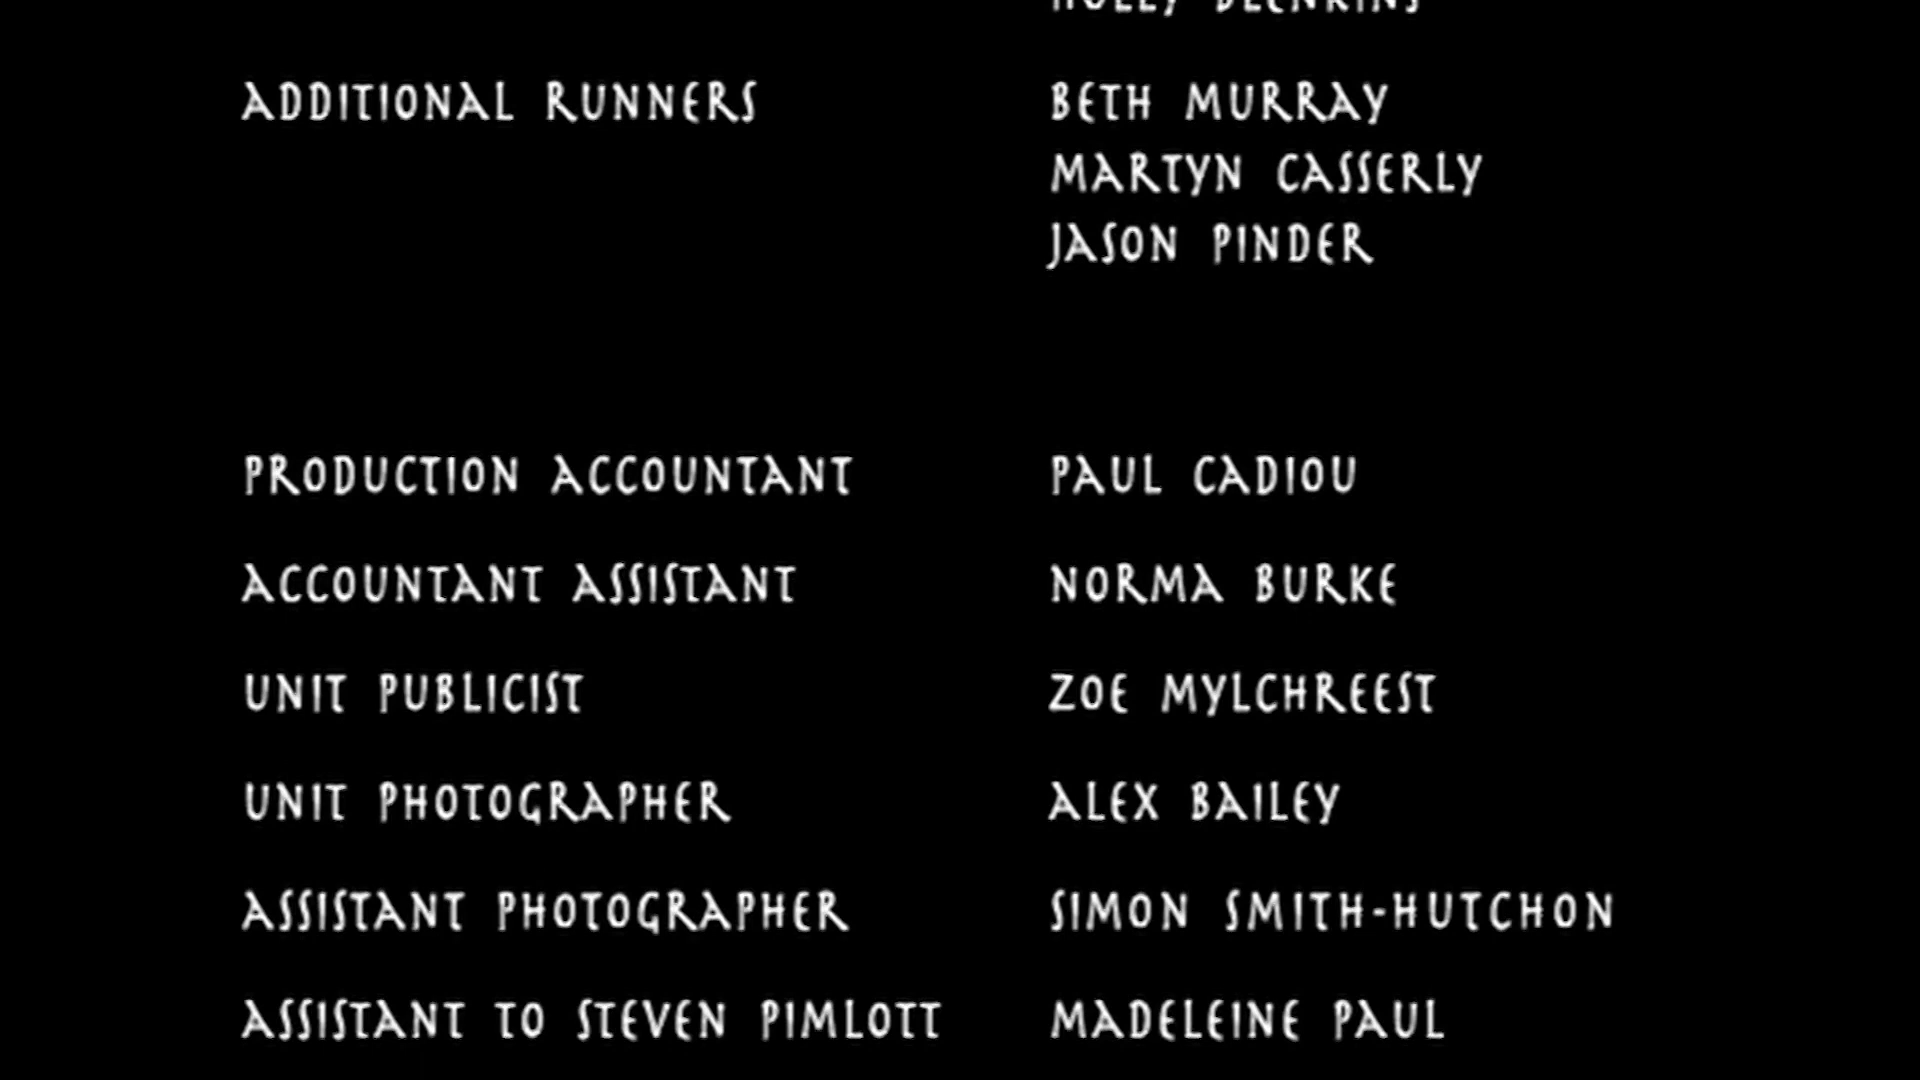 ADDITIONAL RUNNERS BETH MURRAY
MARTYN CASSERLY
JASON PINDER
PRODUCTION ACCOUNTANT PAUL CADIOU
ACCOUNTANT ASSISTANT NORMA BURKE
UNIT PUBLICIST ZOE MYLCHREEST
UNIT PHOTOGRAPHER ALEX BAILEY
ASSISTANT PHOTOGRAPHER SIMON SMITH-HUTCHON
ASSISTANT TO STEVEN PIMLOTT MADELEINE PAUL